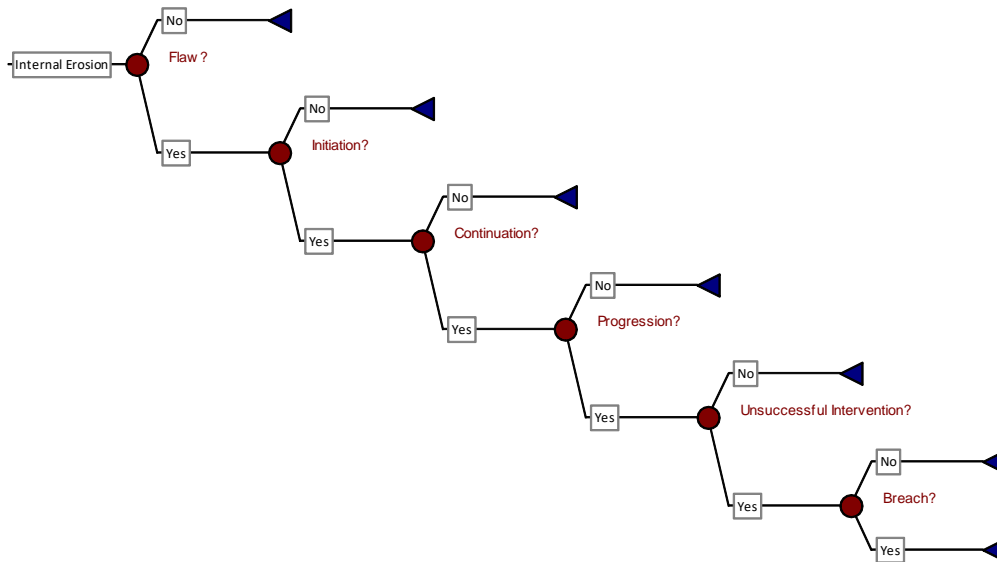 No
Flaw?
Internal Erosion
No
Yes
Initiation?
No
Yes
Continuation?
No
Yes
Progression?
No
Yes
Unsuccessful Intervention?
No
Yes
Breach?
Yes